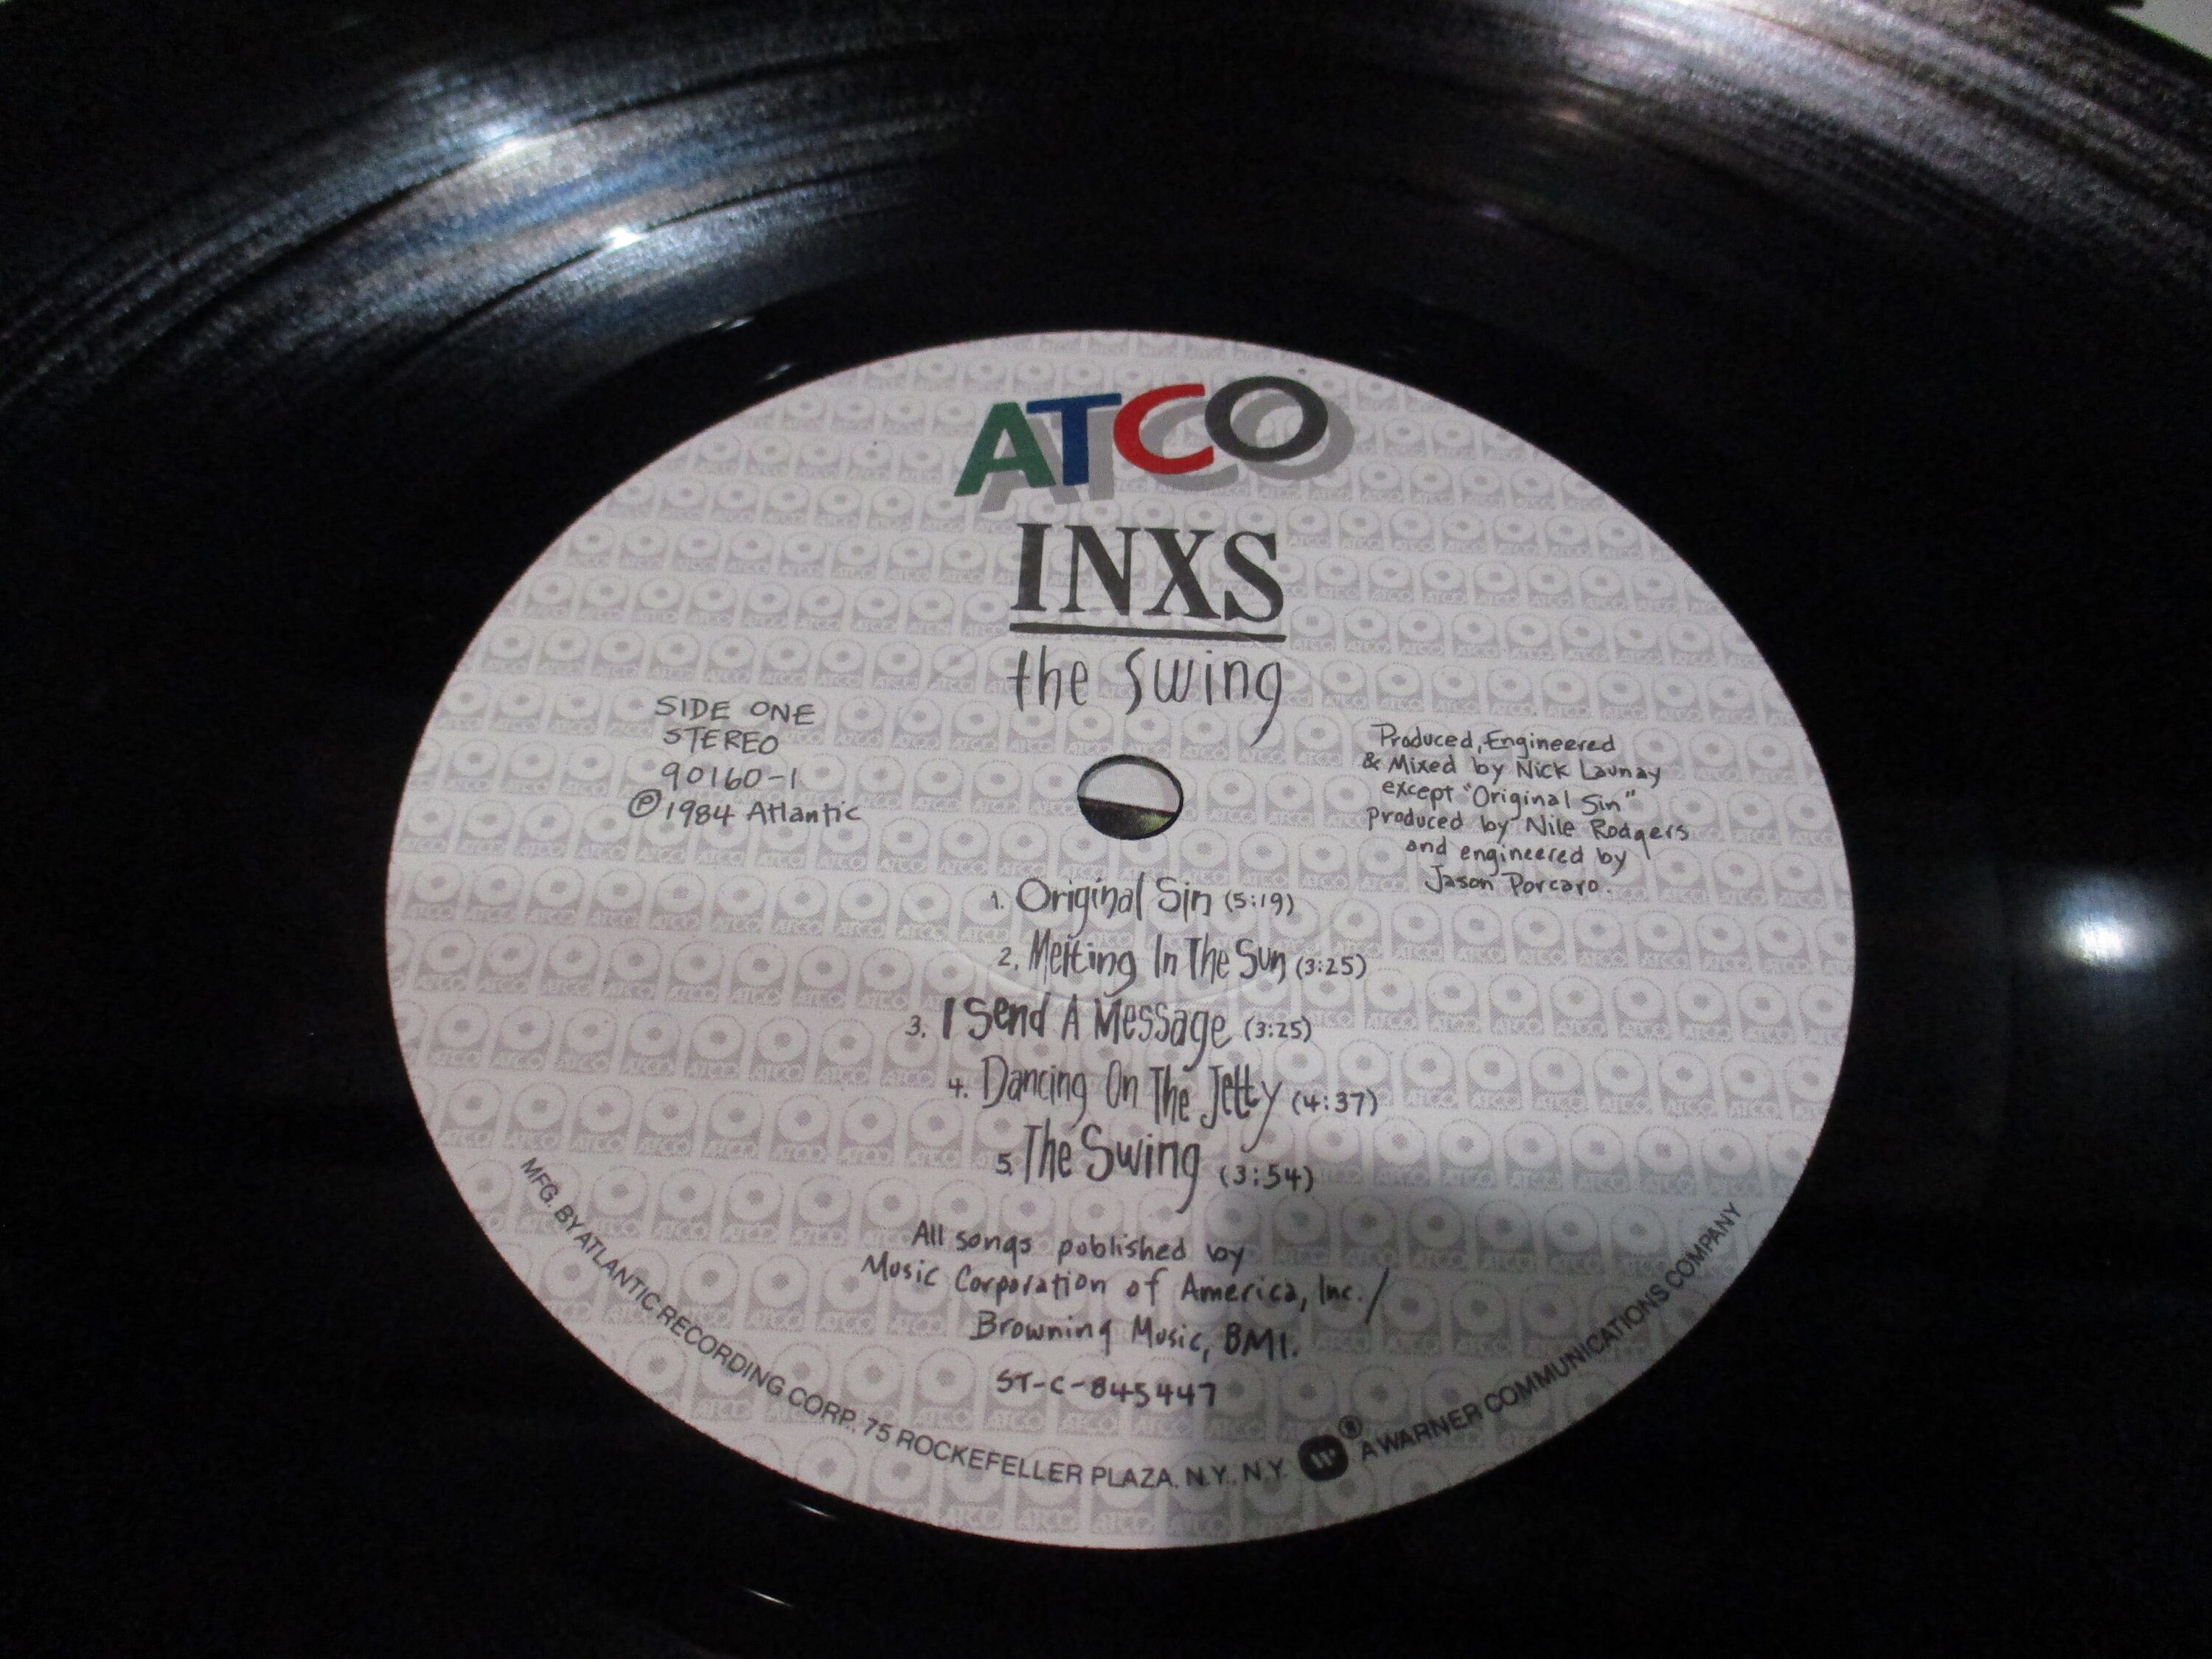 ATCO
INXS
the Swing
SIDE ONE
STEREO
90160-1
Ⓟ1984 Atlantic
Produced, Engineered
& Mixed by Nick Launay
except "Original Sin"
produced by Nile Rodgers
and engineered by
Jason Porcaro.
1. Original Sin (5:19)
2. Melting In The Sun (3:25)
3. I Send A Message (3:25)
4. Dancing On The Jetty (4:37)
5. The Swing (3:54)
All songs published by
Music Corporation of America, Inc./
Browning Music, BMI.
ST-C-845447
MFG. BY ATLANTIC RECORDING CORP., 75 ROCKEFELLER PLAZA, N.Y., N.Y. W® A WARNER COMMUNICATIONS COMPANY